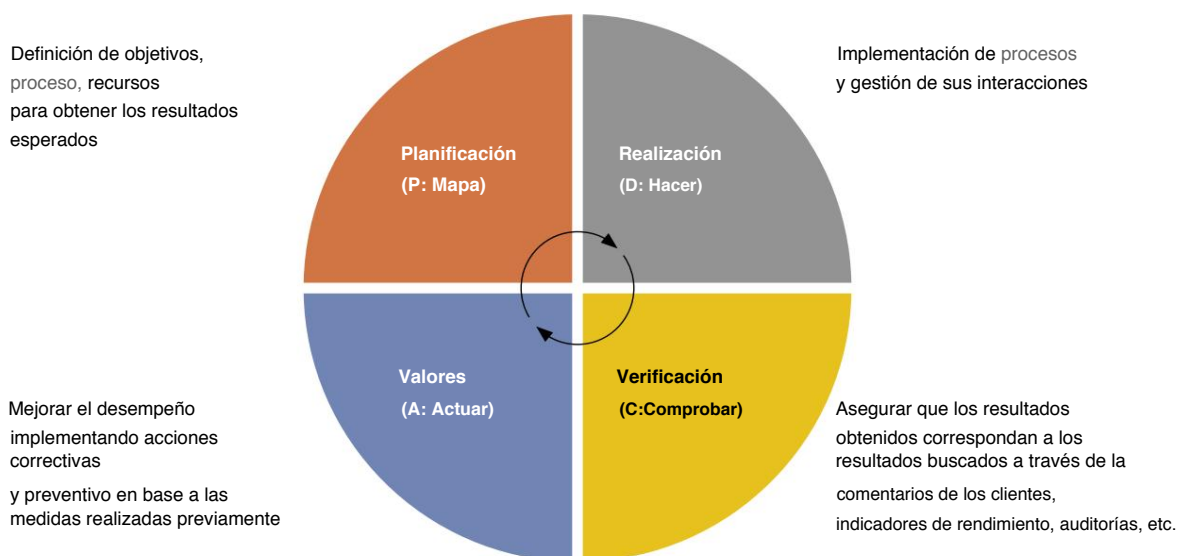 Definición de objetivos,
proceso, recursos
para obtener los resultados
esperados
Implementación de procesos
y gestión de sus interacciones
Planificación
(P: Mapa)
Realización
(D: Hacer)
Valores
(A: Actuar)
Verificación
(C:Comprobar)
Mejorar el desempeño
implementando acciones
correctivas
y preventivo en base a las
medidas realizadas previamente
Asegurar que los resultados
obtenidos correspondan a los
resultados buscados a través de la
comentarios de los clientes,
indicadores de rendimiento, auditorías, etc.